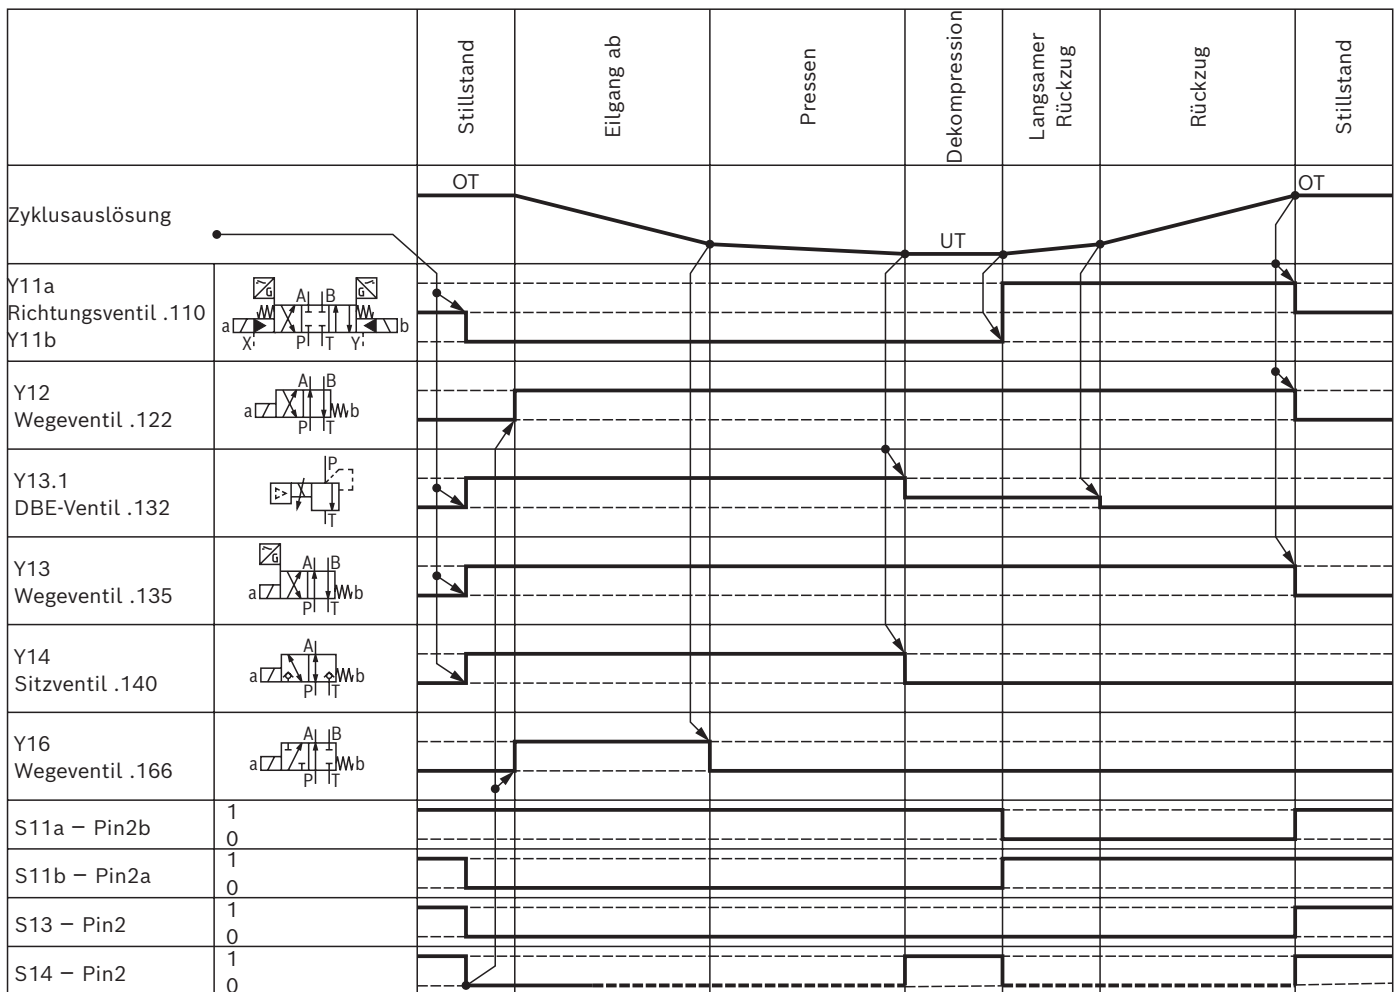 Stillstand
Eilgang ab
Pressen
Dekompression
Langsamer
Rückzug
Rückzug
Stillstand
Zyklusauslösung
OT
UT
OT
Y11a
Richtungsventil .110
Y11b
G
G
A B
a b
X P T Y
Y12
Wegeventil .122
A B
a b
P T
Y13.1
DBE-Ventil .132
P
T
Y13
Wegeventil .135
G
A B
a b
P T
Y14
Sitzventil .140
A
a b
P T
Y16
Wegeventil .166
A B
a b
P T
S11a – Pin2b
1
0
S11b – Pin2a
1
0
S13 – Pin2
1
0
S14 – Pin2
1
0